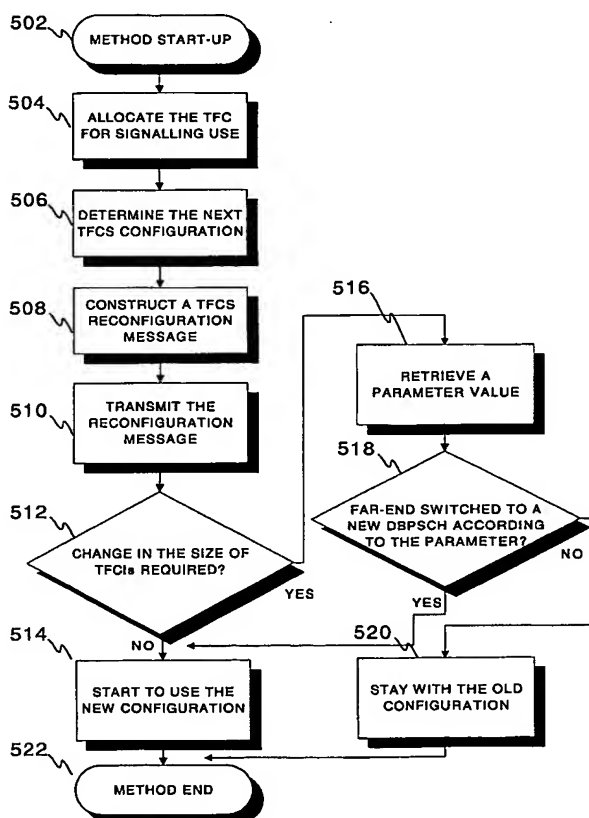 502
METHOD START-UP
504
ALLOCATE THE TFC
FOR SIGNALLING USE
506
DETERMINE THE NEXT
TFCS CONFIGURATION
508
CONSTRUCT A TFCS
RECONFIGURATION
MESSAGE
510
TRANSMIT THE
RECONFIGURATION
MESSAGE
512
CHANGE IN THE SIZE OF
TFCIs REQUIRED?
YES
NO
514
START TO USE THE
NEW CONFIGURATION
522
METHOD END
516
RETRIEVE A
PARAMETER VALUE
518
FAR-END SWITCHED TO A
NEW DBPSCH ACCORDING
TO THE PARAMETER?
NO
YES
520
STAY WITH THE OLD
CONFIGURATION